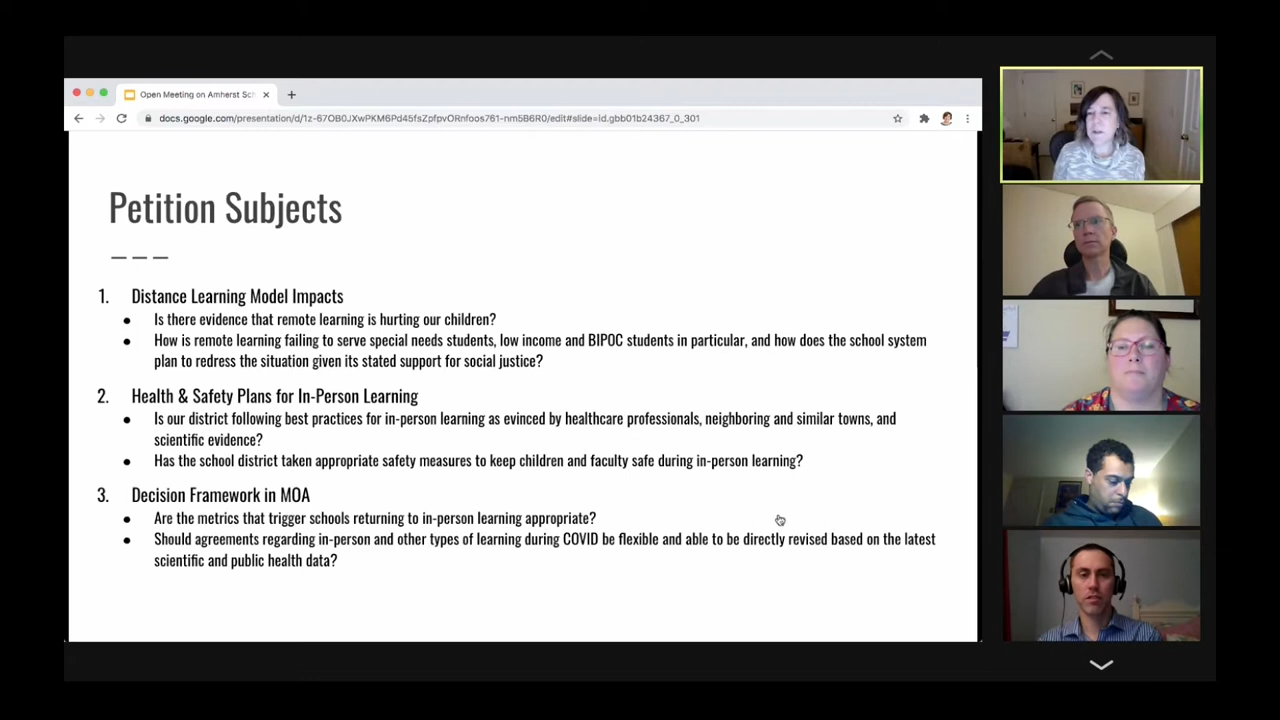 Open Meeting on Amherst Sch
docs.google.com/presentation/d/1z-67OB0JXwPKM6Pd45fsZpfpvORnfoos761-nm5B6R0/edit#slide=id.gbb01b24367_0_301
Petition Subjects
1. Distance Learning Model Impacts
● Is there evidence that remote learning is hurting our children?
● How is remote learning failing to serve special needs students, low income and BIPOC students in particular, and how does the school system
plan to redress the situation given its stated support for social justice?
2. Health & Safety Plans for In-Person Learning
● Is our district following best practices for in-person learning as evinced by healthcare professionals, neighboring and similar towns, and
scientific evidence?
● Has the school district taken appropriate safety measures to keep children and faculty safe during in-person learning?
3. Decision Framework in MOA
● Are the metrics that trigger schools returning to in-person learning appropriate?
● Should agreements regarding in-person and other types of learning during COVID be flexible and able to be directly revised based on the latest
scientific and public health data?